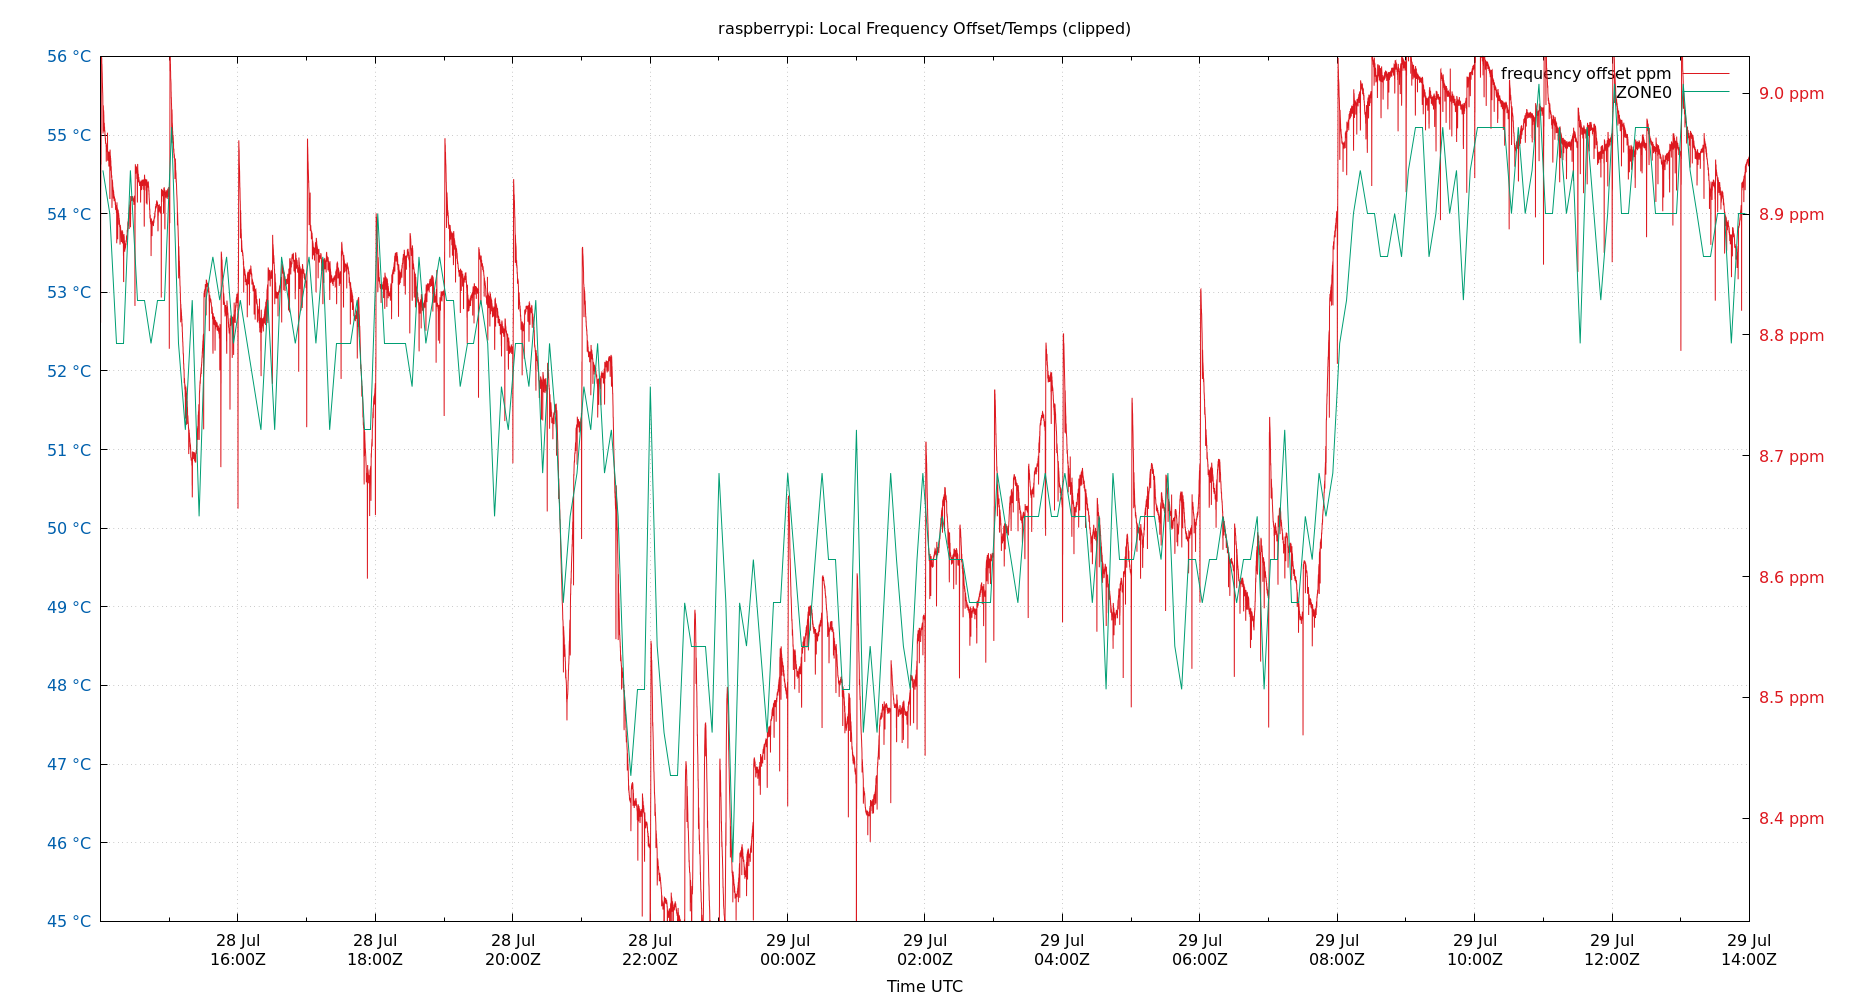 raspberrypi: Local Frequency Offset/Temps (clipped)
56 °C
55 °C
54 °C
53 °C
52 °C
51 °C
50 °C
49 °C
48 °C
47 °C
46 °C
45 °C
frequency offset ppm
ZONE0
9.0 ppm
8.9 ppm
8.8 ppm
8.7 ppm
8.6 ppm
8.5 ppm
8.4 ppm
28 Jul 28 Jul 28 Jul 28 Jul 29 Jul 29 Jul 29 Jul 29 Jul 29 Jul 29 Jul 29 Jul 29 Jul
16:00Z 18:00Z 20:00Z 22:00Z 00:00Z 02:00Z 04:00Z 06:00Z 08:00Z 10:00Z 12:00Z 14:00Z
Time UTC